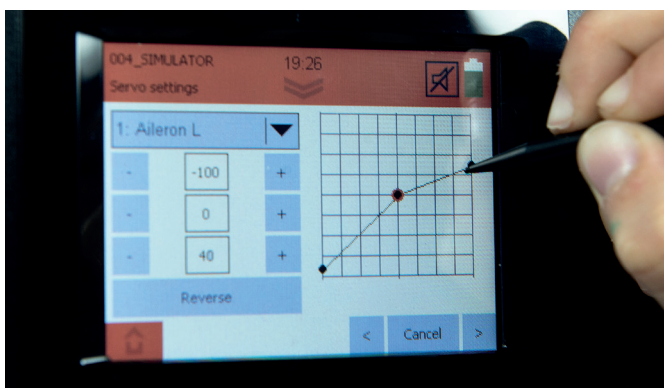 004_SIMULATOR 19:26
Servo settings
1: Aileron L
- -100 +
- 0 +
- 40 +
Reverse
< Cancel >